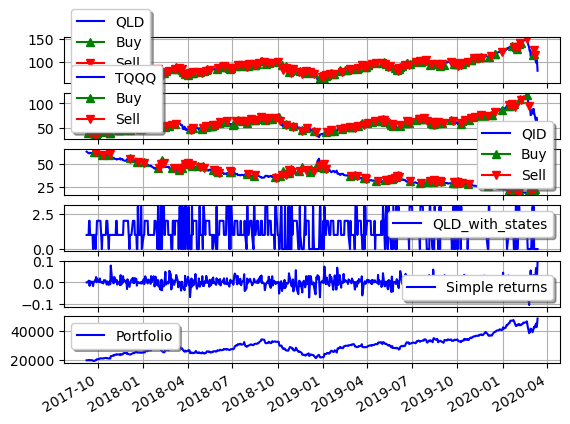 QLD
Buy
Sell
150
100
TQQQ
Buy
Sell
100
50
QID
Buy
Sell
50
25
QLD_with_states
2.5
0.0
Simple returns
0.1
0.0
−0.1
Portfolio
40000
20000
2017-10
2018-01
2018-04
2018-07
2018-10
2019-01
2019-04
2019-07
2019-10
2020-01
2020-04